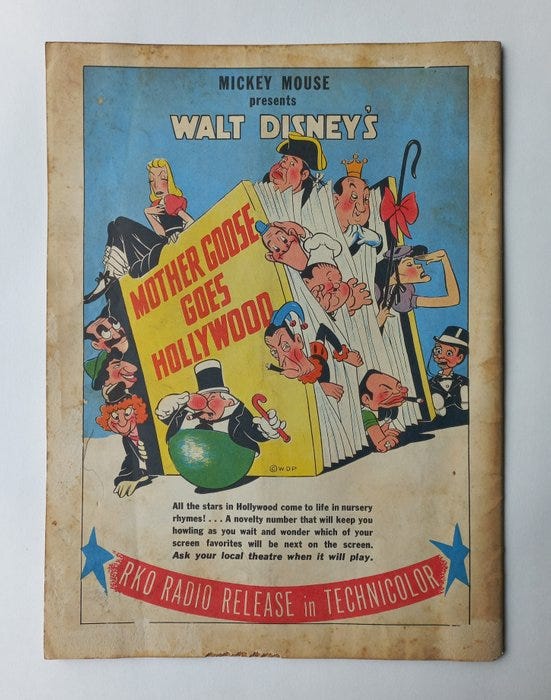 MICKEY MOUSE
presents
WALT DISNEY'S
MOTHER GOOSE
GOES
HOLLYWOOD
© W D P
All the stars in Hollywood come to life in nursery
rhymes! . . . A novelty number that will keep you
howling as you wait and wonder which of your
screen favorites will be next on the screen.
Ask your local theatre when it will play.
RKO RADIO RELEASE in TECHNICOLOR